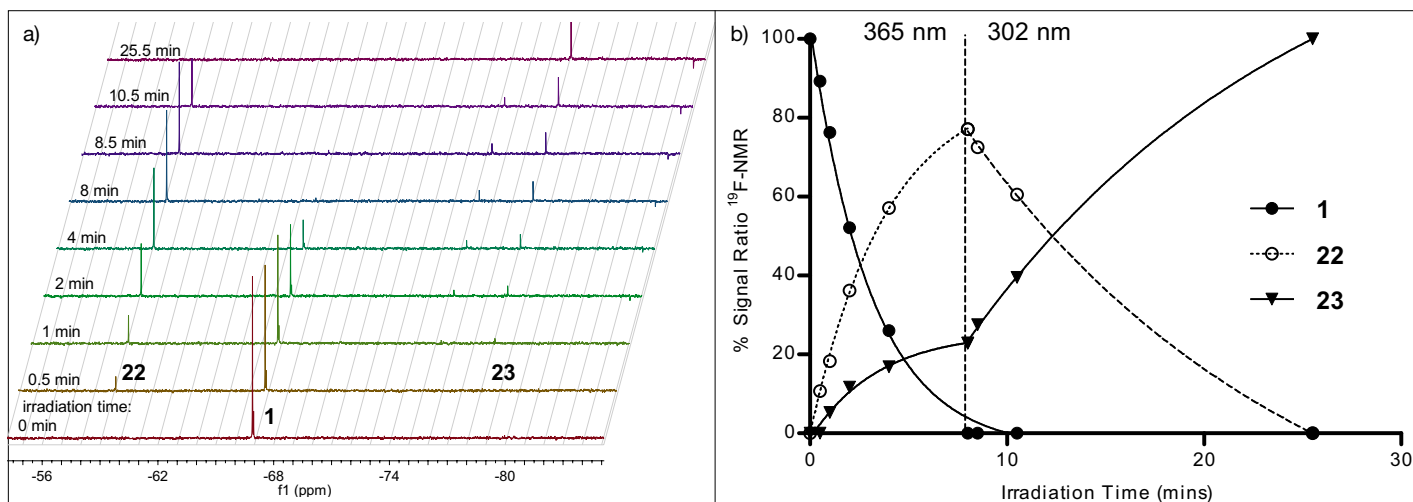 a)
25.5 min
10.5 min
8.5 min
8 min
4 min
2 min
1 min
0.5 min
22
23
irradiation time:
0 min
1
-56 -62 -68 -74 -80
f1 (ppm)
b)
365 nm 302 nm
% Signal Ratio ¹⁹F-NMR
100
80
60
40
20
0
1
22
23
0 10 20 30
Irradiation Time (mins)